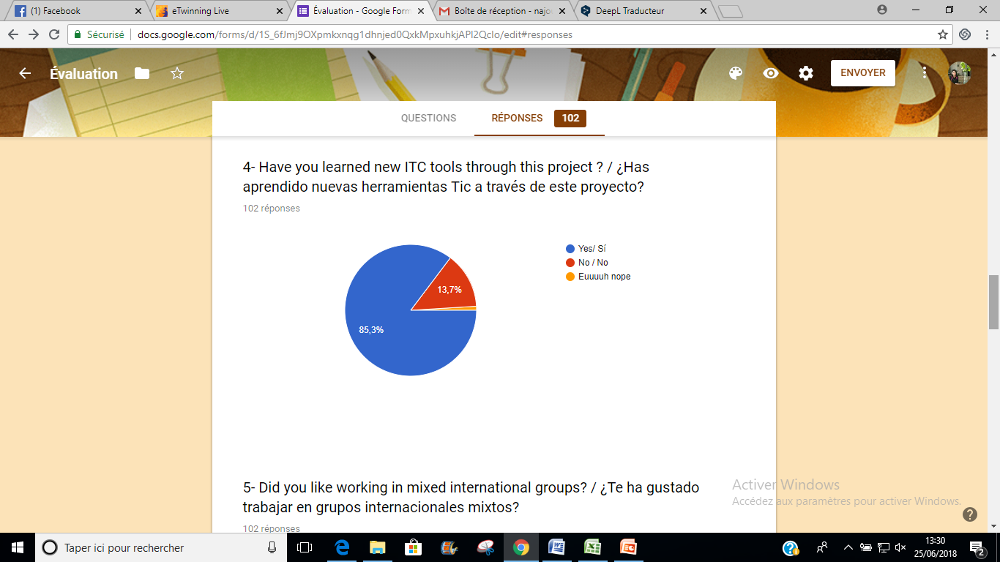 (1) Facebook
eTwinning Live
Évaluation - Google Form
Boîte de réception - najo
DeepL Traducteur
Sécurisé
docs.google.com/forms/d/1S_6fJmj9OXpmkxnqg1dhnjed0QxkMpxuhkjAPl2QcIo/edit#responses
Évaluation
ENVOYER
QUESTIONS
RÉPONSES 102
4- Have you learned new ITC tools through this project ? / ¿Has
aprendido nuevas herramientas Tic a través de este proyecto?
102 réponses
Yes/ Sí
No / No
Euuuuh nope
13,7%
85,3%
5- Did you like working in mixed international groups? / ¿Te ha gustado
trabajar en grupos internacionales mixtos?
102 réponses
Activer Windows
Accédez aux paramètres pour activer Windows.
Taper ici pour rechercher
13:30
25/06/2018
2